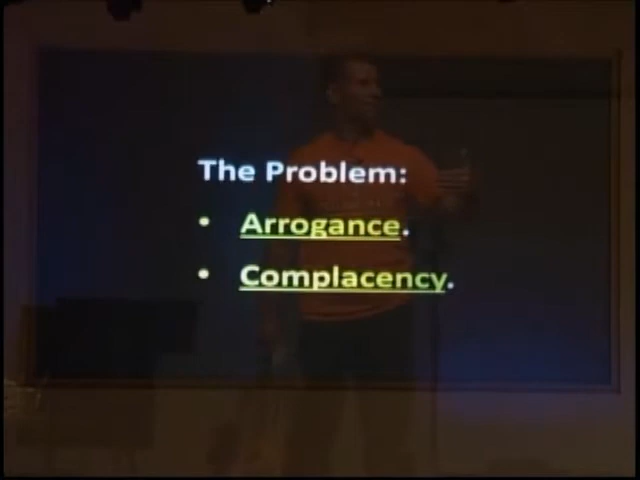 The Problem:
• Arrogance.
• Complacency.